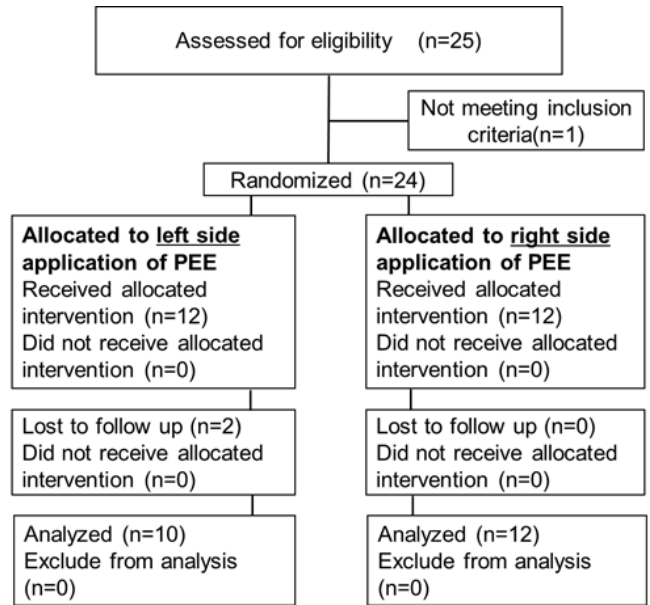 Assessed for eligibility (n=25)
Not meeting inclusion
criteria(n=1)
Randomized (n=24)
Allocated to left side
application of PEE
Received allocated
intervention (n=12)
Did not receive allocated
intervention (n=0)
Allocated to right side
application of PEE
Received allocated
intervention (n=12)
Did not receive allocated
intervention (n=0)
Lost to follow up (n=2)
Did not receive allocated
intervention (n=0)
Lost to follow up (n=0)
Did not receive allocated
intervention (n=0)
Analyzed (n=10)
Exclude from analysis
(n=0)
Analyzed (n=12)
Exclude from analysis
(n=0)